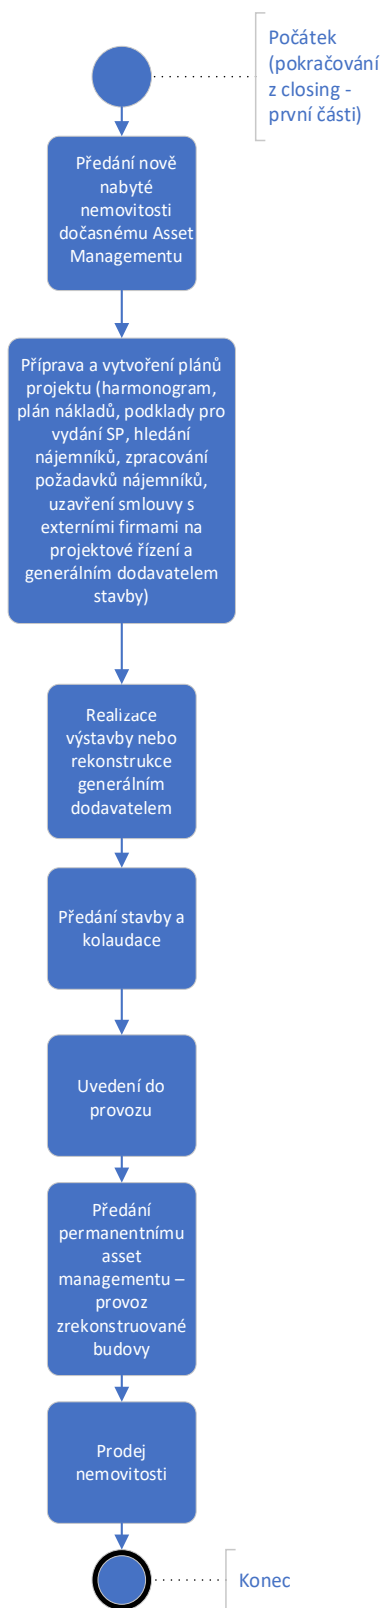 Počátek
(pokračování
z closing -
první části)
Předání nově
nabyté
nemovitosti
dočasnému Asset
Managementu
Příprava a vytvoření plánů
projektu (harmonogram,
plán nákladů, podklady pro
vydání SP, hledání
nájemníků, zpracování
požadavků nájemníků,
uzavření smlouvy s
externími firmami na
projektové řízení a
generálním dodavatelem
stavby)
Realizace
výstavby nebo
rekonstrukce
generálním
dodavatelem
Předání stavby a
kolaudace
Uvedení do
provozu
Předání
permanentnímu
asset
managementu –
provoz
zrekonstruované
budovy
Prodej
nemovitosti
Konec